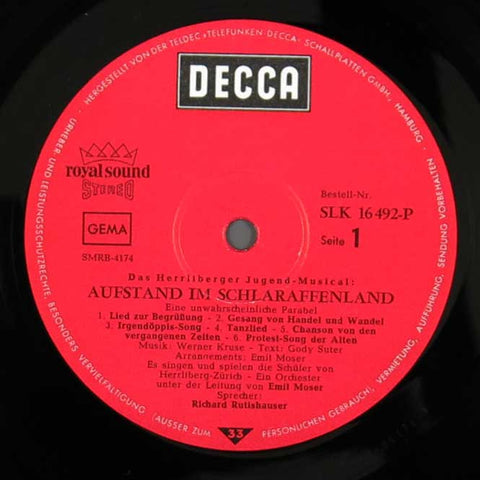 HERGESTELLT VON DER TELDEC »TELEFUNKEN-DECCA« SCHALLPLATTEN GMBH., HAMBURG · URHEBER UND LEISTUNGSSCHUTZRECHTE, BESONDERS VERVIELFÄLTIGUNG (AUSSER ZUM PERSÖNLICHEN GEBRAUCH), VERMIETUNG, AUFFÜHRUNG, SENDUNG VORBEHALTEN
DECCA
royal sound
STEREO
GEMA
SMRB-4174
Bestell-Nr.
SLK 16 492-P
Seite 1
Das Herrliberger Jugend-Musical:
AUFSTAND IM SCHLARAFFENLAND
Eine unwahrscheinliche Parabel
1. Lied zur Begrüßung - 2. Gesang von Handel und Wandel
3. Irgendöppis-Song - 4. Tanzlied - 5. Chanson von den
vergangenen Zeiten - 6. Protest-Song der Alten
Musik: Werner Kruse - Text: Gody Suter
Arrangements: Emil Moser
Es singen und spielen die Schüler von
Herrliberg-Zürich - Ein Orchester
unter der Leitung von Emil Moser
Sprecher:
Richard Rutishauser
33